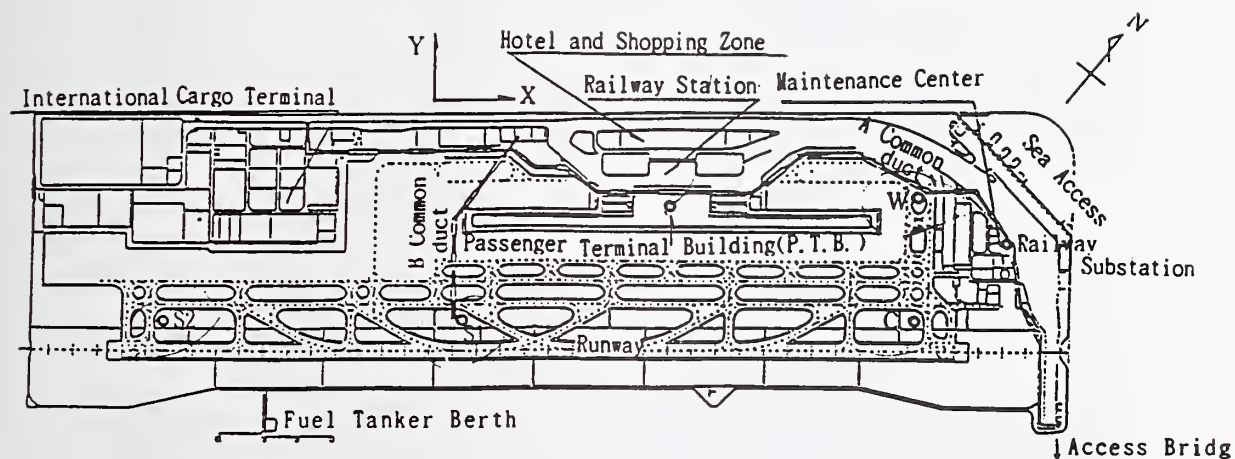 N
Y
Hotel and Shopping Zone
Railway Station
Maintenance Center
International Cargo Terminal
X
A Common
duct
Sea Access
B Common
duct
W
Passenger Terminal Building(P.T.B.)
Railway
Substation
S2
S1
C
Runway
Fuel Tanker Berth
Access Bridg